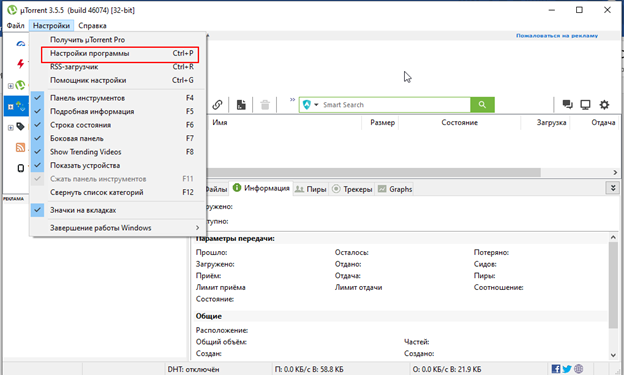 µTorrent 3.5.5 (build 46074) [32-bit]
Файл Настройки Справка
Пожаловаться на рекламу
Получить µTorrent Pro
Настройки программы Ctrl+P
RSS-загрузчик Ctrl+R
Помощник настройки Ctrl+G
Панель инструментов F4
Подробная информация F5
Строка состояния F6
Боковая панель F7
Show Trending Videos F8
Показать устройства
Сжать панель инструментов F11
Свернуть список категорий F12
Значки на вкладках
Завершение работы Windows
РЕКЛАМА
Smart Search
Имя Размер Состояние Загрузка Отдача
Файлы Информация Пиры Трекеры Graphs
ружено:
тупно:
Параметры передачи:
Прошло: Осталось: Потеряно:
Загружено: Отдано: Сидов:
Приём: Отдача: Пиры:
Лимит приёма Лимит отдачи Соотношение:
Состояние:
Общие
Расположение:
Общий объём: Частей:
Создан: Создано:
DHT: отключён П: 0.0 КБ/с В: 58.8 КБ О: 0.0 КБ/с В: 21.9 КБ